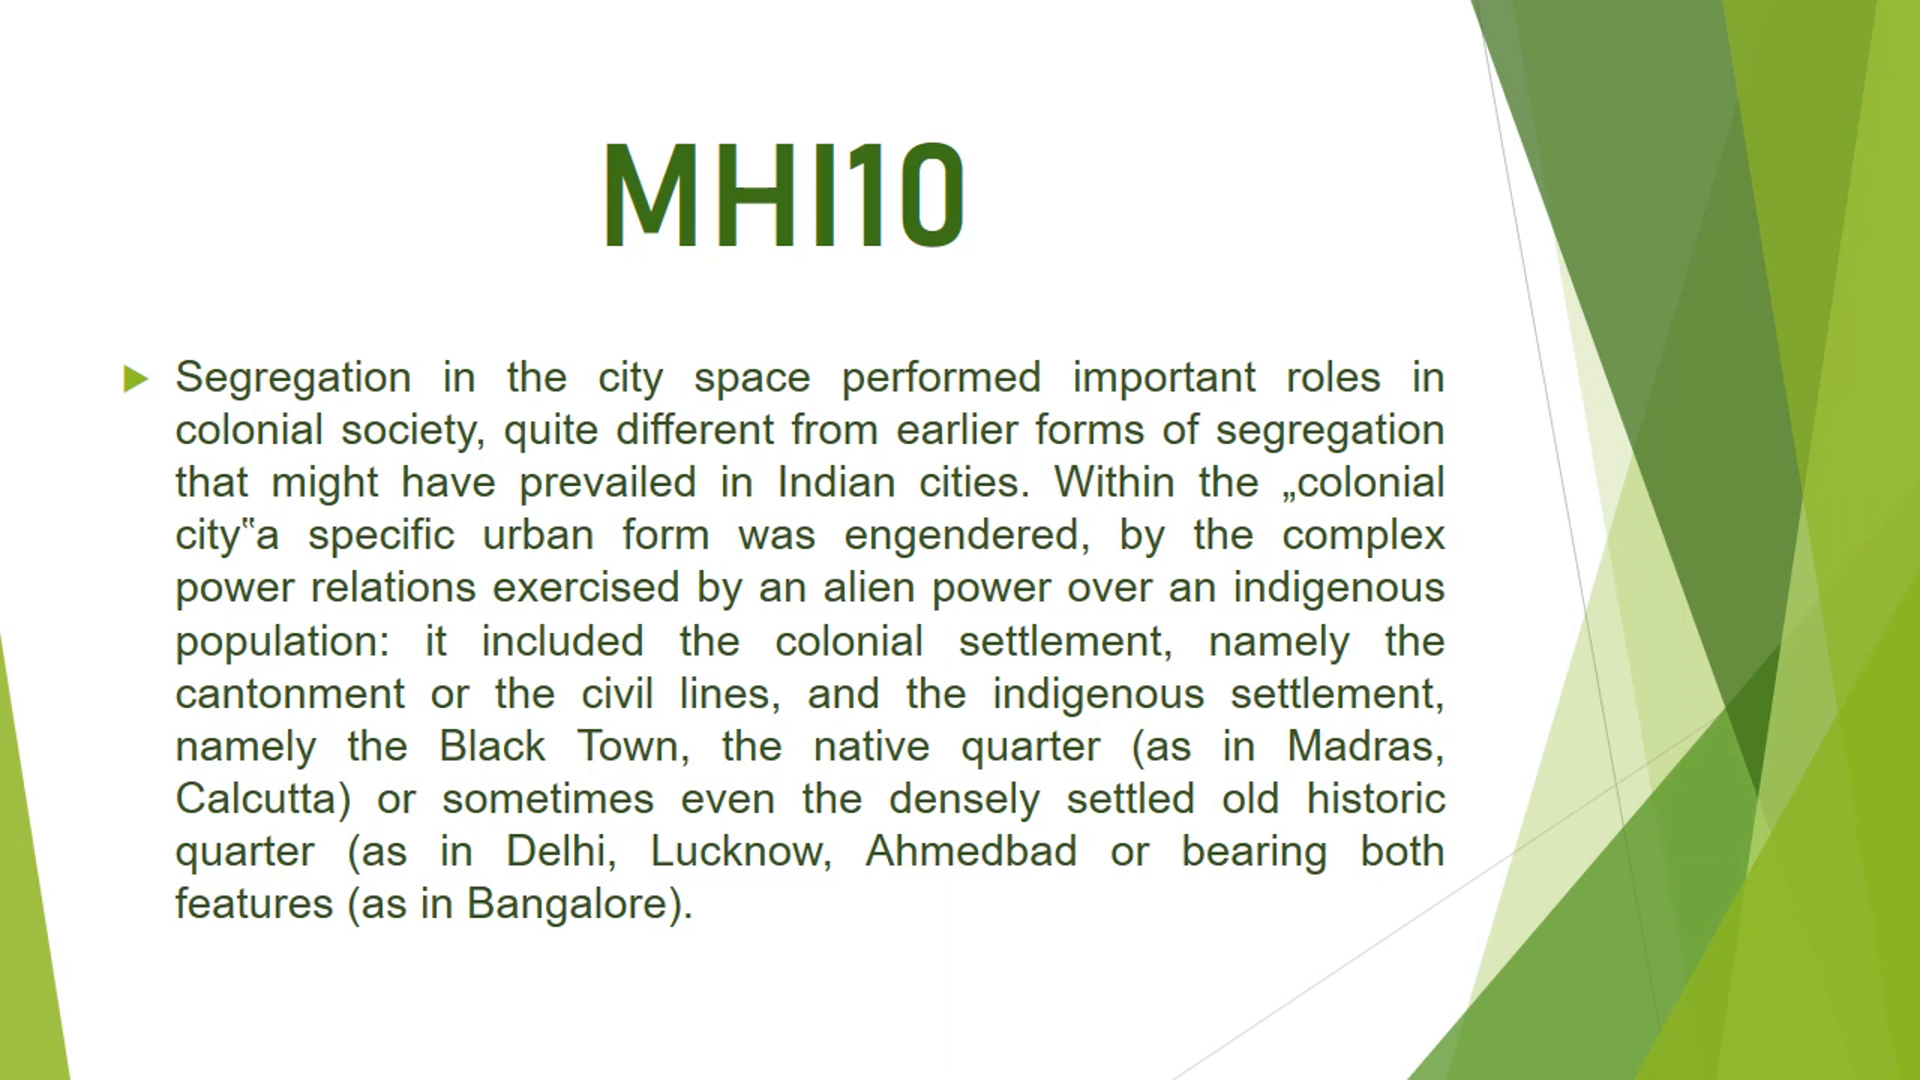 MHI10
Segregation in the city space performed important roles in
colonial society, quite different from earlier forms of segregation
that might have prevailed in Indian cities. Within the „colonial
city‟a specific urban form was engendered, by the complex
power relations exercised by an alien power over an indigenous
population: it included the colonial settlement, namely the
cantonment or the civil lines, and the indigenous settlement,
namely the Black Town, the native quarter (as in Madras,
Calcutta) or sometimes even the densely settled old historic
quarter (as in Delhi, Lucknow, Ahmedbad or bearing both
features (as in Bangalore).